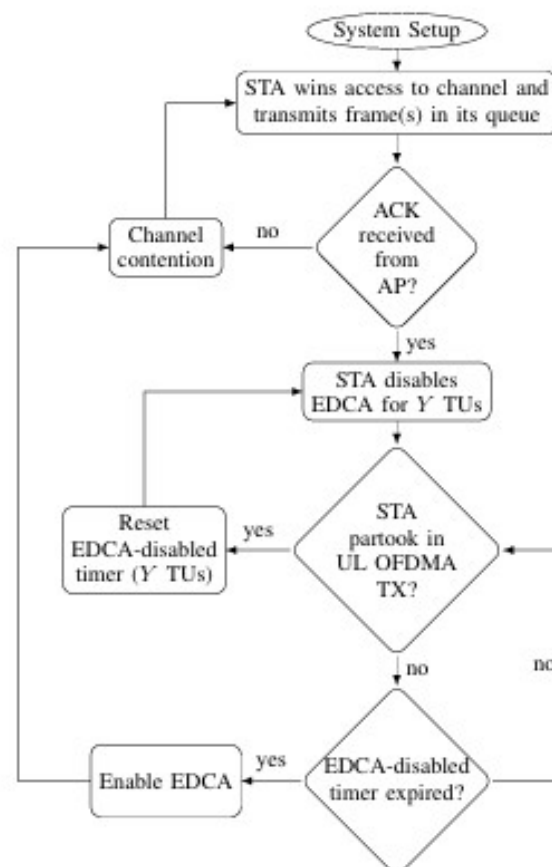 System Setup
STA wins access to channel and
transmits frame(s) in its queue
ACK
received
from
AP?
no
Channel
contention
yes
STA disables
EDCA for Y TUs
STA
partook in
UL OFDMA
TX?
yes
Reset
EDCA-disabled
timer (Y TUs)
no
no
EDCA-disabled
timer expired?
yes
Enable EDCA